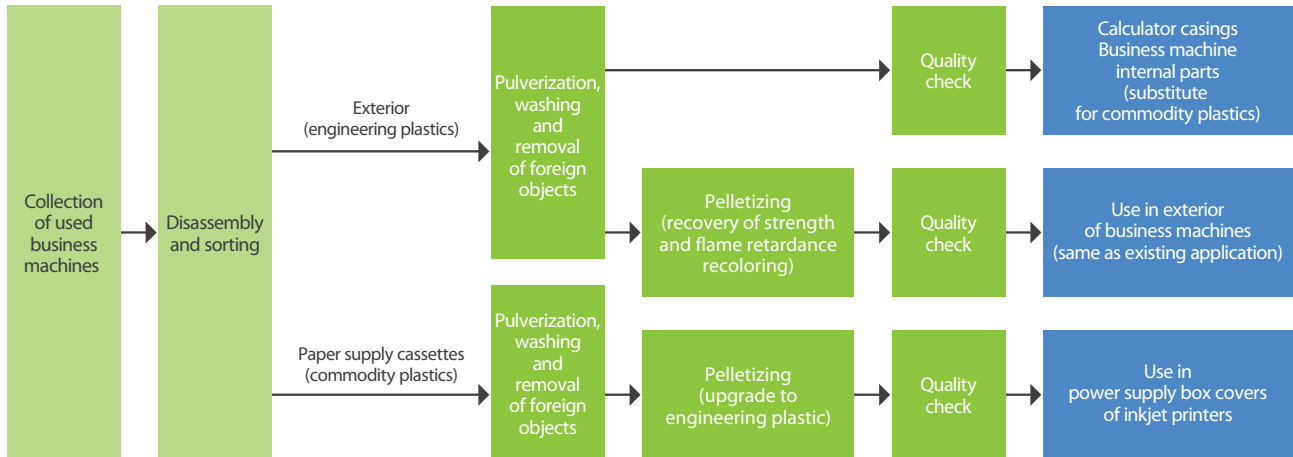 Collection
of used
business
machines
Disassembly
and sorting
Exterior
(engineering plastics)
Paper supply cassettes
(commodity plastics)
Pulverization,
washing
and
removal
of foreign
objects
Pulverization,
washing
and
removal
of foreign
objects
Pelletizing
(recovery of strength
and flame retardance
recoloring)
Pelletizing
(upgrade to
engineering plastic)
Quality
check
Quality
check
Quality
check
Calculator casings
Business machine
internal parts
(substitute
for commodity plastics)
Use in exterior
of business machines
(same as existing application)
Use in
power supply box covers
of inkjet printers